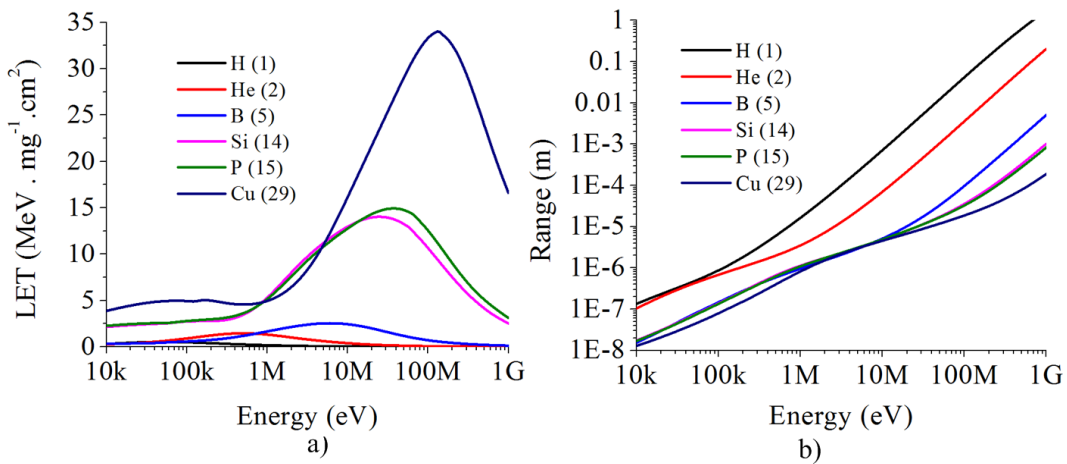 LET (MeV . mg-1.cm2)
35
30
25
20
15
10
5
0
H (1)
He (2)
B (5)
Si (14)
P (15)
Cu (29)
10k 100k 1M 10M 100M 1G
Energy (eV)
a)
Range (m)
1
0.1
0.01
1E-3
1E-4
1E-5
1E-6
1E-7
1E-8
H (1)
He (2)
B (5)
Si (14)
P (15)
Cu (29)
10k 100k 1M 10M 100M 1G
Energy (eV)
b)